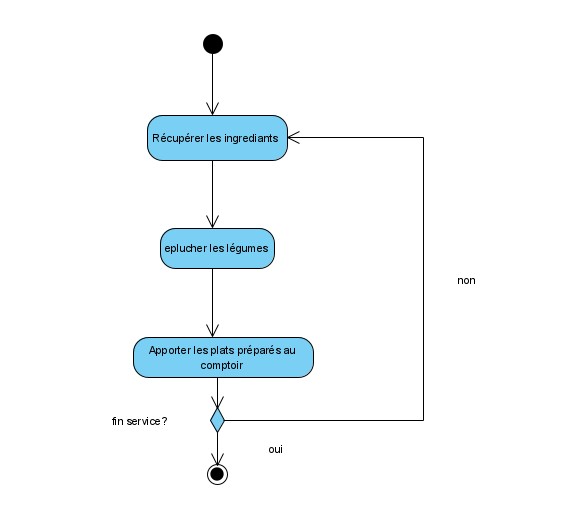 Récupérer les ingrediants
eplucher les légumes
non
Apporter les plats préparés au
comptoir
fin service?
oui